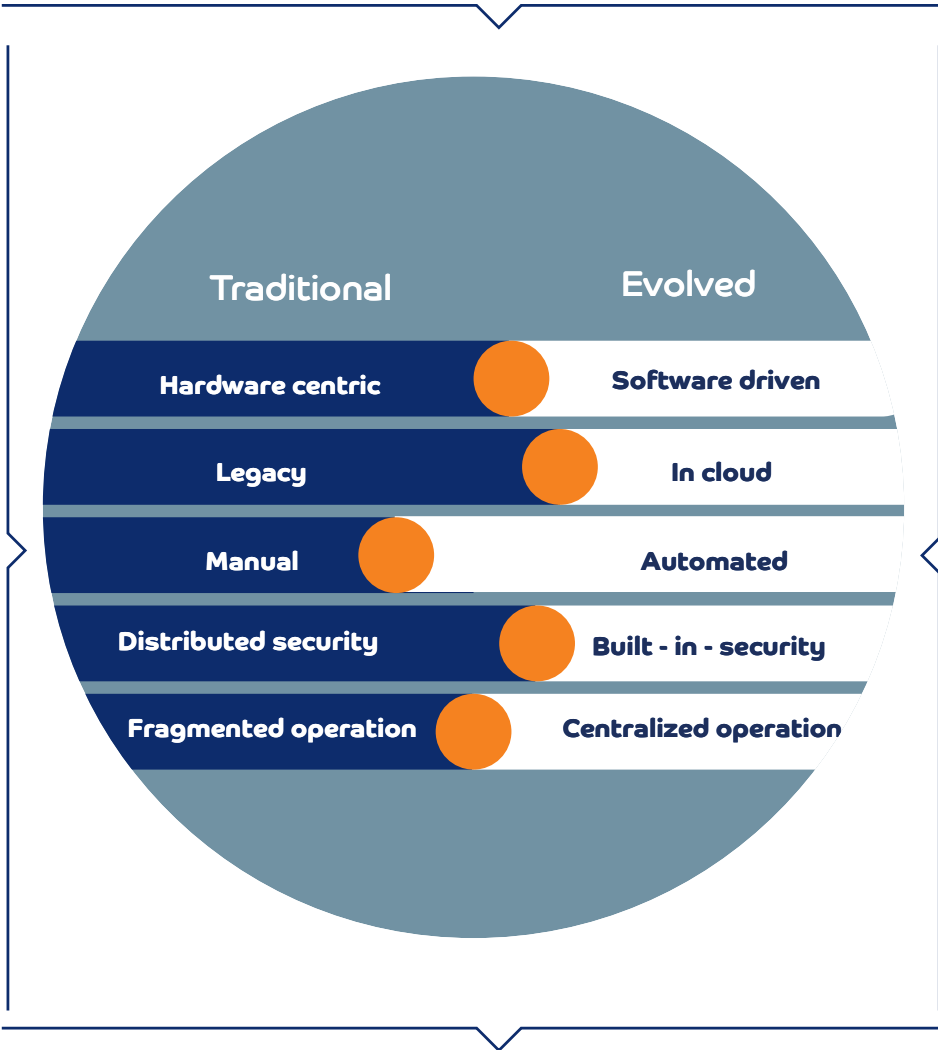 Traditional
Evolved
Hardware centric
Software driven
Legacy
In cloud
Manual
Automated
Distributed security
Built - in - security
Fragmented operation
Centralized operation